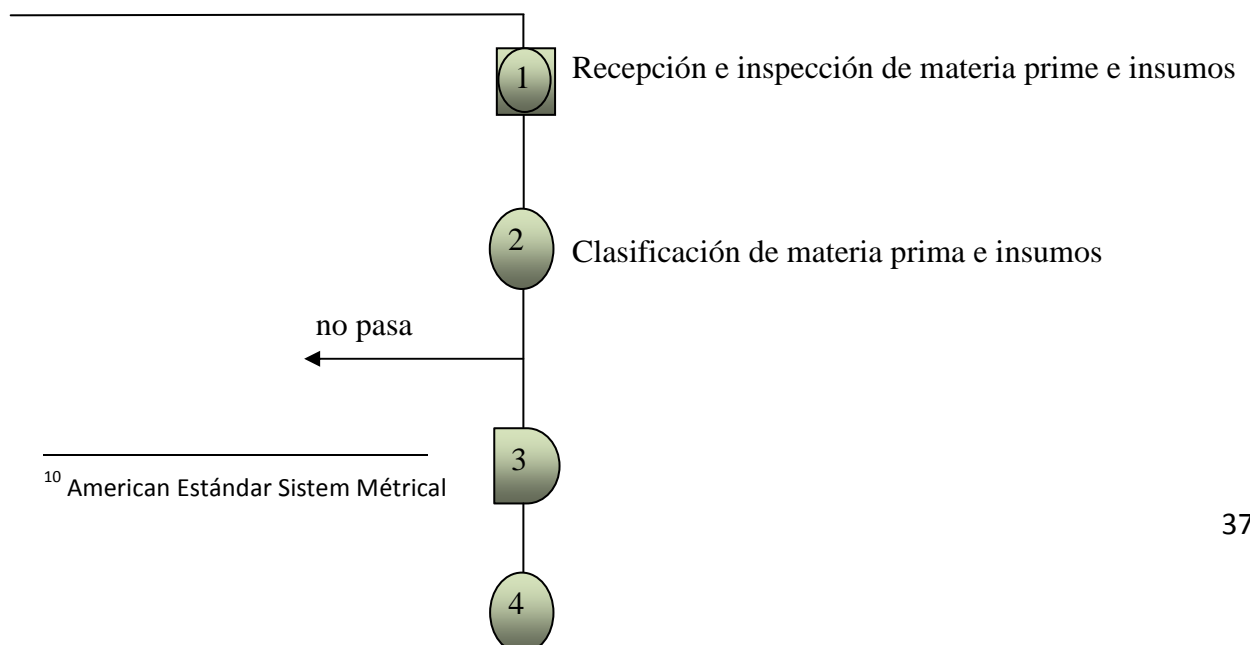 1
Recepción e inspección de materia prime e insumos
2
Clasificación de materia prima e insumos
no pasa
3
10 American Estándar Sistem Métrical
37
4